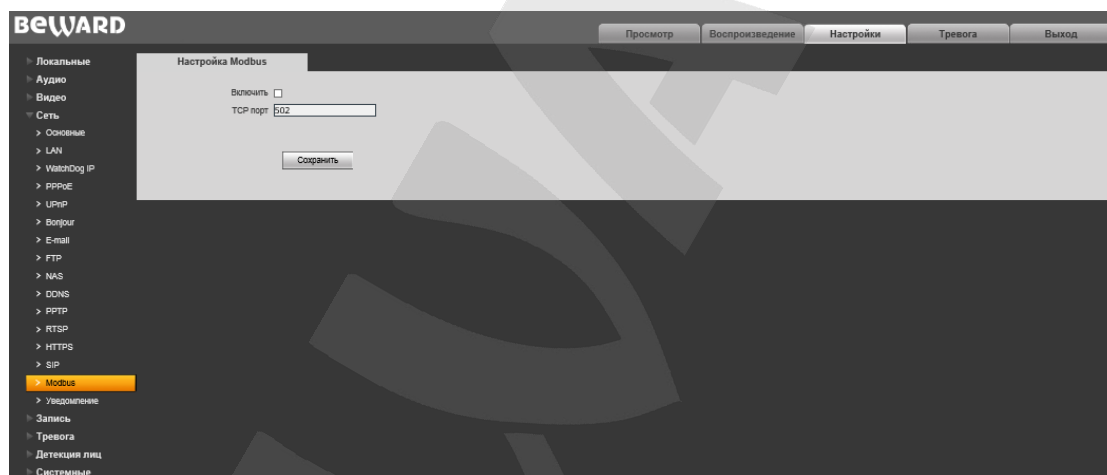 BEWARD
Просмотр
Воспроизведение
Настройки
Тревога
Выход
Локальные
Аудио
Видео
Сеть
Основные
LAN
WatchDog IP
PPPoE
UPnP
Bonjour
E-mail
FTP
NAS
DDNS
PPTP
RTSP
HTTPS
SIP
Modbus
Уведомление
Запись
Тревога
Детекция лиц
Системные
Настройка Modbus
Включить
TCP порт 502
Сохранить